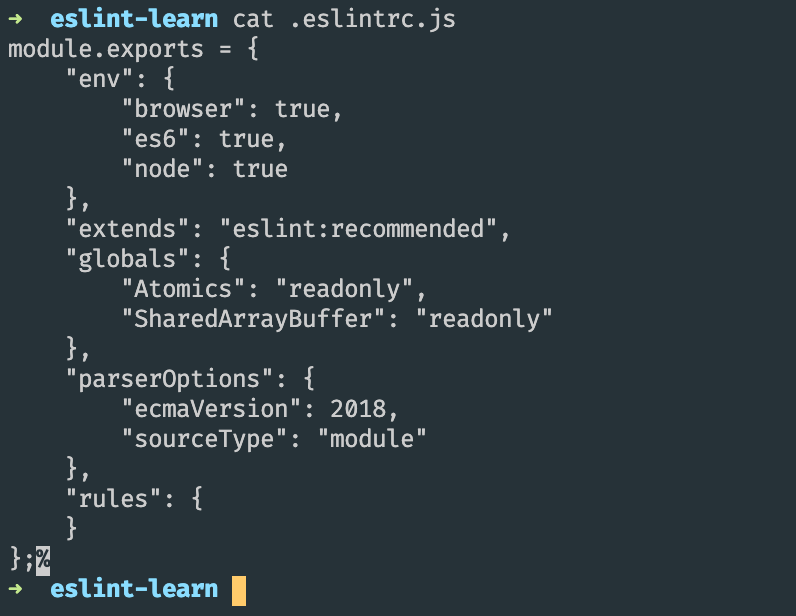 ➜  eslint-learn cat .eslintrc.js
module.exports = {
    "env": {
        "browser": true,
        "es6": true,
        "node": true
    },
    "extends": "eslint:recommended",
    "globals": {
        "Atomics": "readonly",
        "SharedArrayBuffer": "readonly"
    },
    "parserOptions": {
        "ecmaVersion": 2018,
        "sourceType": "module"
    },
    "rules": {
    }
};%
➜  eslint-learn